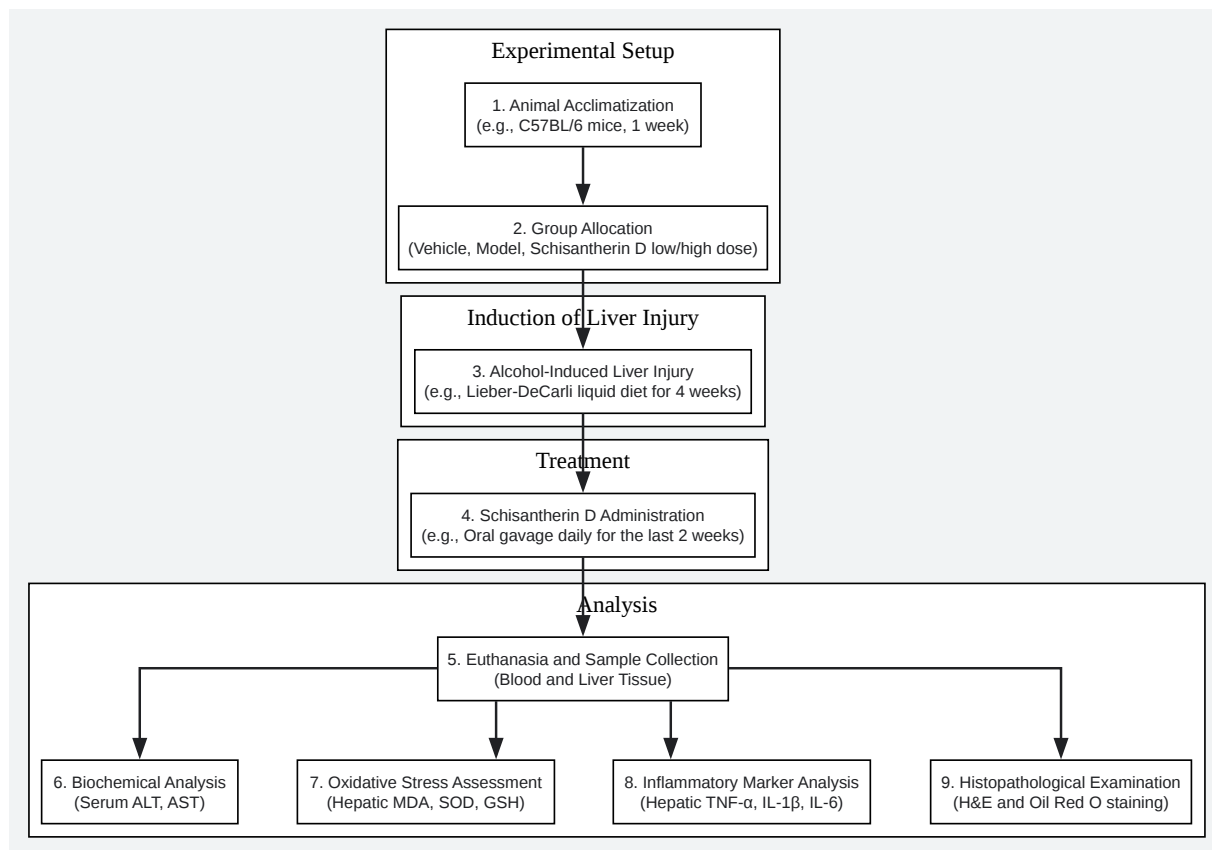 Experimental Setup
1. Animal Acclimatization
(e.g., C57BL/6 mice, 1 week)
2. Group Allocation
(Vehicle, Model, Schisantherin D low/high dose)
Induction of Liver Injury
3. Alcohol-Induced Liver Injury
(e.g., Lieber-DeCarli liquid diet for 4 weeks)
Treatment
4. Schisantherin D Administration
(e.g., Oral gavage daily for the last 2 weeks)
Analysis
5. Euthanasia and Sample Collection
(Blood and Liver Tissue)
6. Biochemical Analysis
(Serum ALT, AST)
7. Oxidative Stress Assessment
(Hepatic MDA, SOD, GSH)
8. Inflammatory Marker Analysis
(Hepatic TNF-α, IL-1β, IL-6)
9. Histopathological Examination
(H&E and Oil Red O staining)